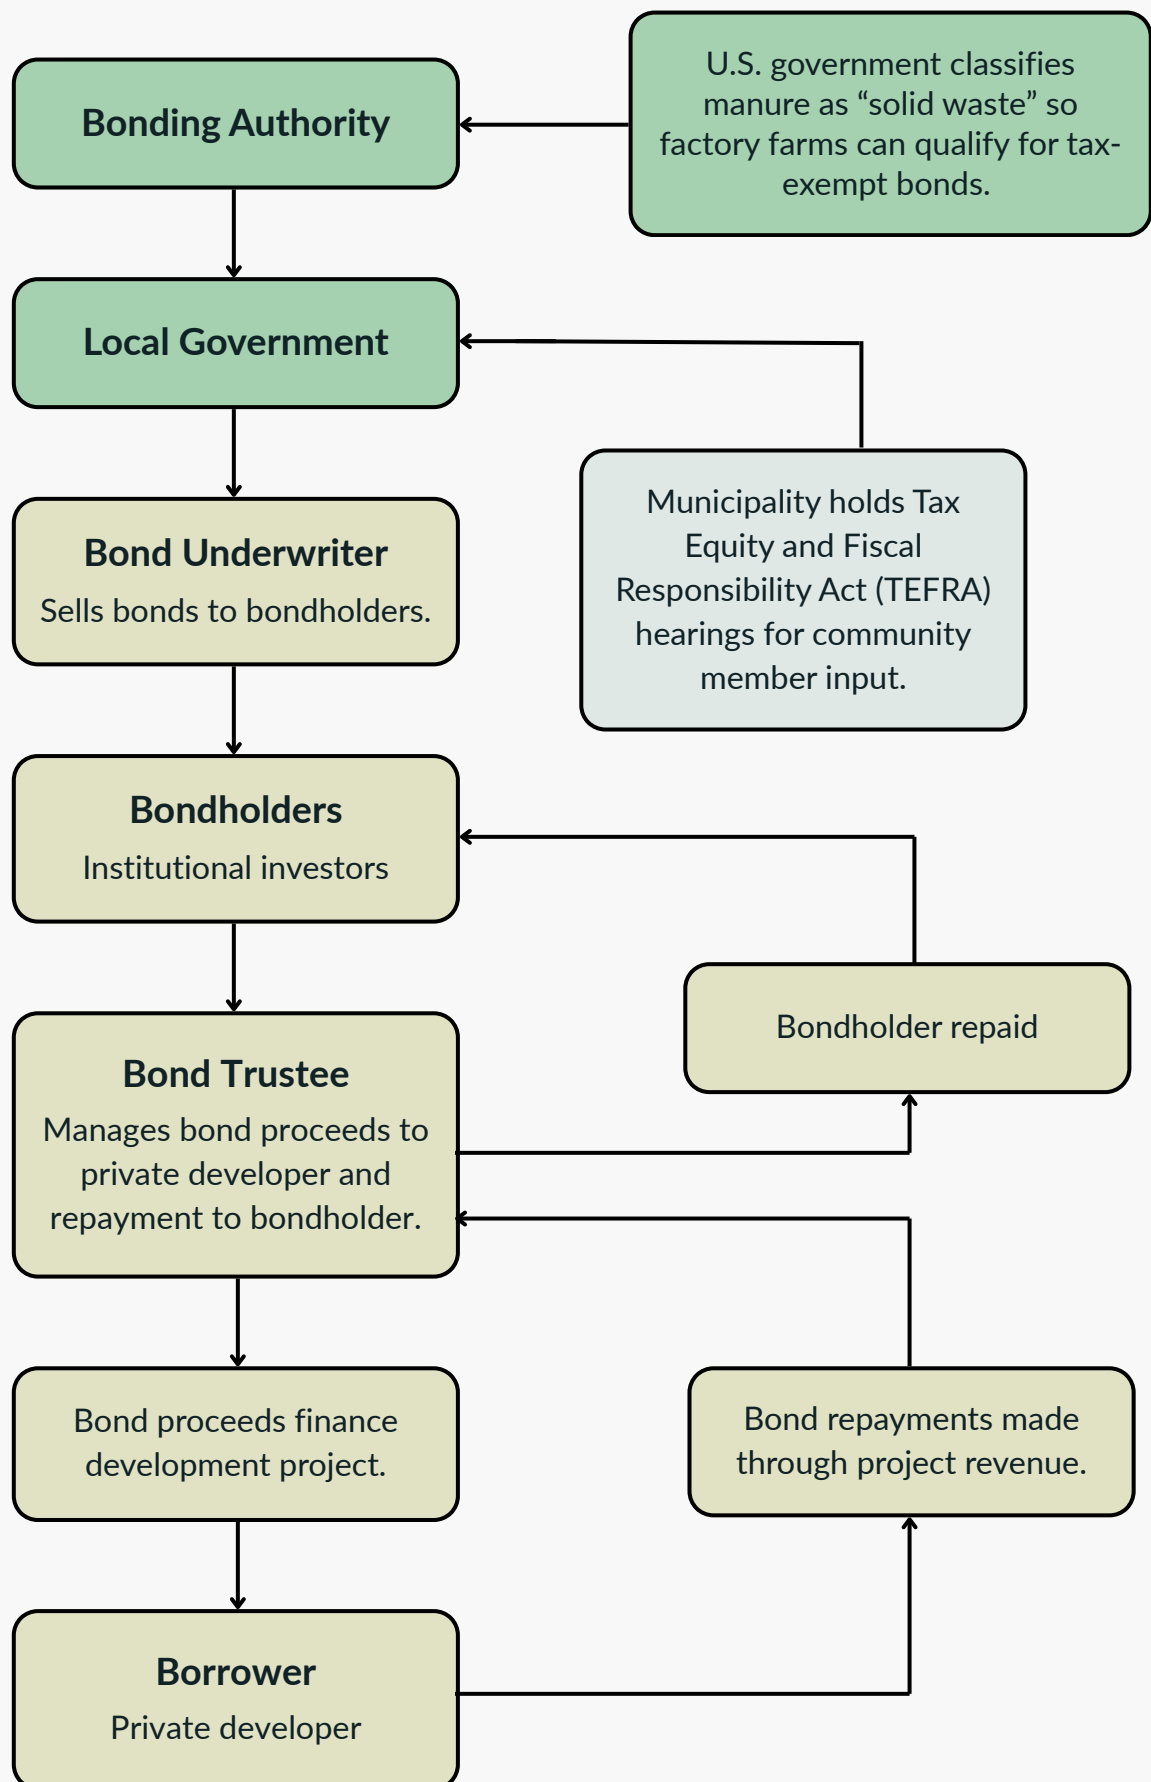 Bonding Authority
U.S. government classifies
manure as “solid waste” so
factory farms can qualify for tax-
exempt bonds.
Local Government
Municipality holds Tax
Equity and Fiscal
Responsibility Act (TEFRA)
hearings for community
member input.
Bond Underwriter
Sells bonds to bondholders.
Bondholders
Institutional investors
Bondholder repaid
Bond Trustee
Manages bond proceeds to
private developer and
repayment to bondholder.
Bond proceeds finance
development project.
Bond repayments made
through project revenue.
Borrower
Private developer